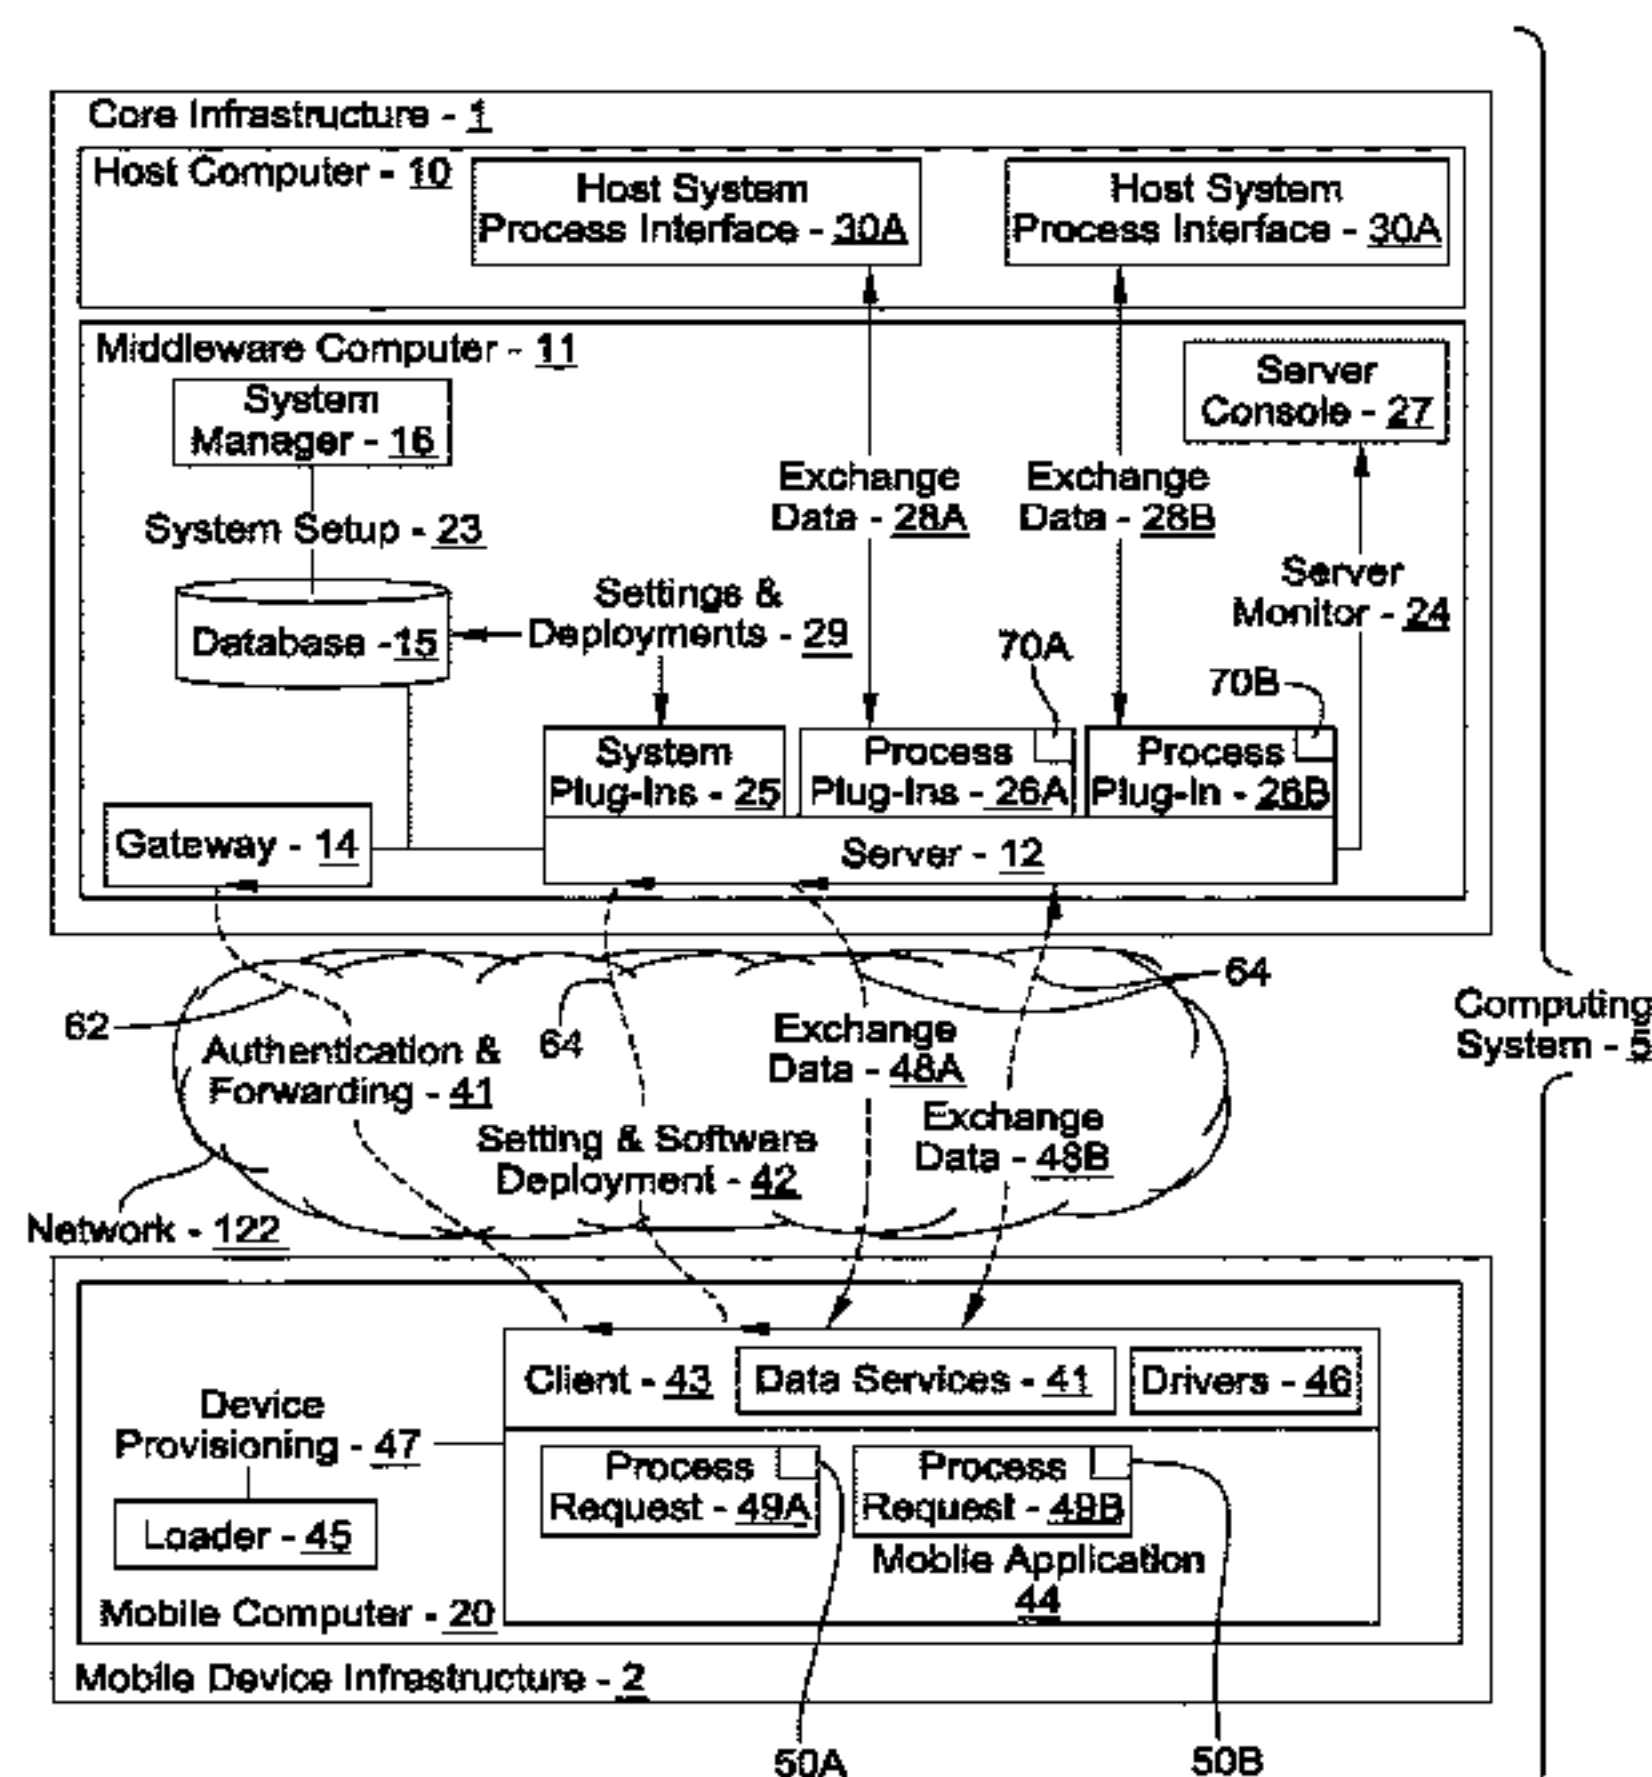 Core Infrastructure - 1
Host Computer - 10
Host System
Process Interface - 30A
Host System
Process Interface - 30A
Middleware Computer - 11
System
Manager - 16
System Setup - 23
Database -15
Settings &
Deployments - 29
Exchange
Data - 28A
Exchange
Data - 28B
Server
Console - 27
Server
Monitor - 24
70A
70B
System
Plug-Ins - 25
Process
Plug-Ins - 26A
Process
Plug-In - 26B
Gateway - 14
Server - 12
62
64
64
Authentication &
Forwarding - 41
Exchange
Data - 48A
Setting & Software
Deployment - 42
Exchange
Data - 48B
Network - 122
Computing
System - 5
Client - 43
Data Services - 41
Drivers - 46
Device
Provisioning - 47
Loader - 45
Process
Request - 49A
Process
Request - 49B
Mobile Application
44
Mobile Computer - 20
Mobile Device Infrastructure - 2
50A
50B